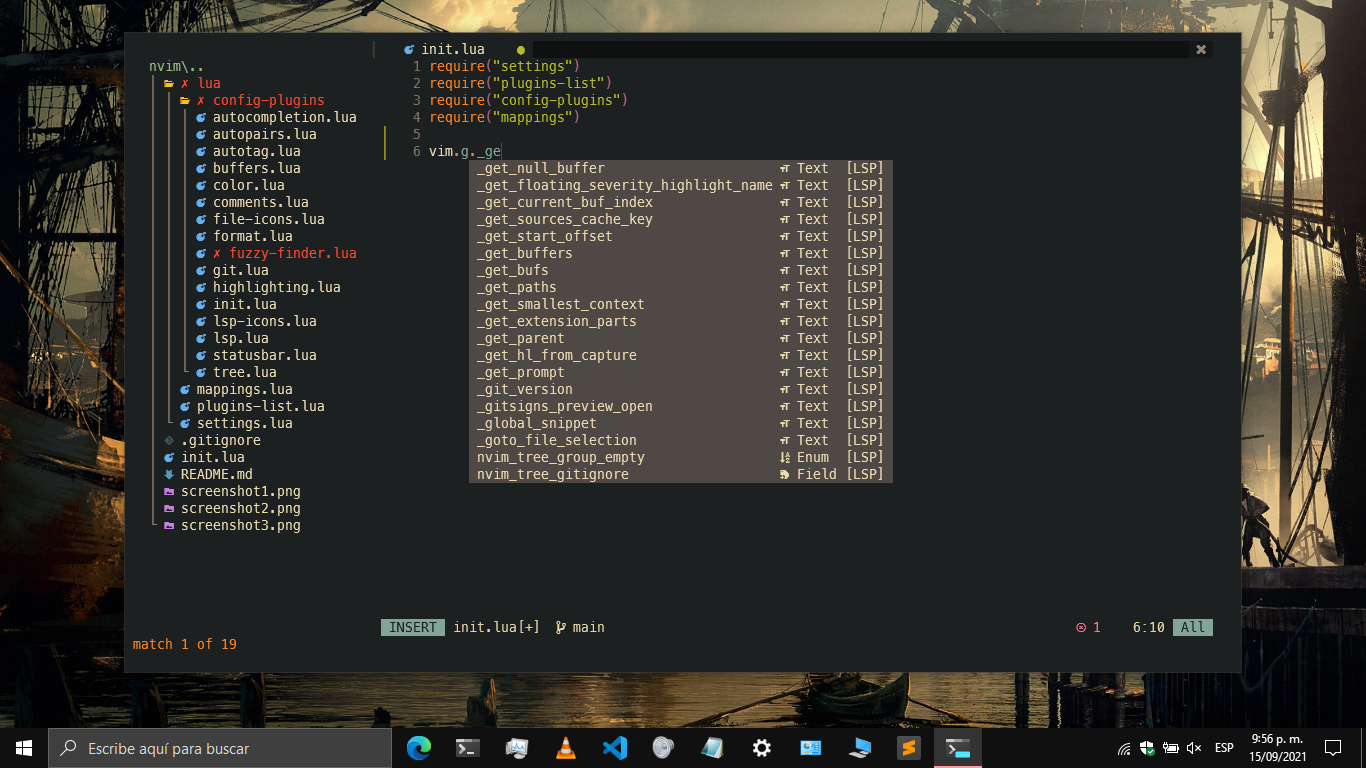 init.lua
nvim\..
lua
config-plugins
autocompletion.lua
autopairs.lua
autotag.lua
buffers.lua
color.lua
comments.lua
file-icons.lua
format.lua
fuzzy-finder.lua
git.lua
highlighting.lua
init.lua
lsp-icons.lua
lsp.lua
statusbar.lua
tree.lua
mappings.lua
plugins-list.lua
settings.lua
.gitignore
init.lua
README.md
screenshot1.png
screenshot2.png
screenshot3.png
1 require("settings")
2 require("plugins-list")
3 require("config-plugins")
4 require("mappings")
5
6 vim.g._ge
_get_null_buffer Text [LSP]
_get_floating_severity_highlight_name Text [LSP]
_get_current_buf_index Text [LSP]
_get_sources_cache_key Text [LSP]
_get_start_offset Text [LSP]
_get_buffers Text [LSP]
_get_bufs Text [LSP]
_get_paths Text [LSP]
_get_smallest_context Text [LSP]
_get_extension_parts Text [LSP]
_get_parent Text [LSP]
_get_hl_from_capture Text [LSP]
_get_prompt Text [LSP]
_git_version Text [LSP]
_gitsigns_preview_open Text [LSP]
_global_snippet Text [LSP]
_goto_file_selection Text [LSP]
nvim_tree_group_empty Enum [LSP]
nvim_tree_gitignore Field [LSP]
INSERT init.lua[+] main 1 6:10 All
match 1 of 19
Escribe aquí para buscar
ESP
9:56 p. m.
15/09/2021